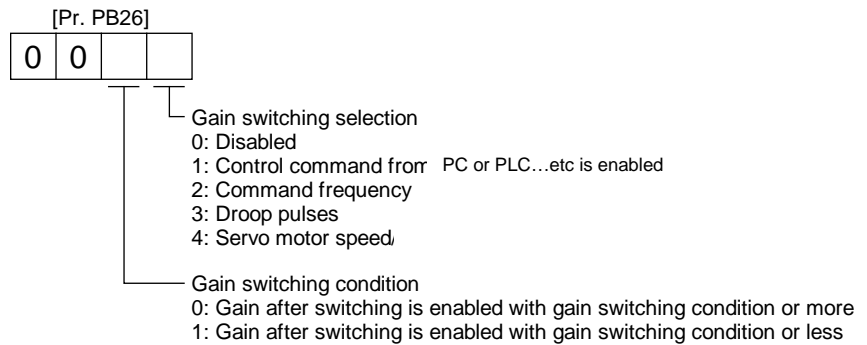 [Pr. PB26]
0 0
Gain switching selection
0: Disabled
1: Control command from PC or PLC…etc is enabled
2: Command frequency
3: Droop pulses
4: Servo motor speed/
Gain switching condition
0: Gain after switching is enabled with gain switching condition or more
1: Gain after switching is enabled with gain switching condition or less